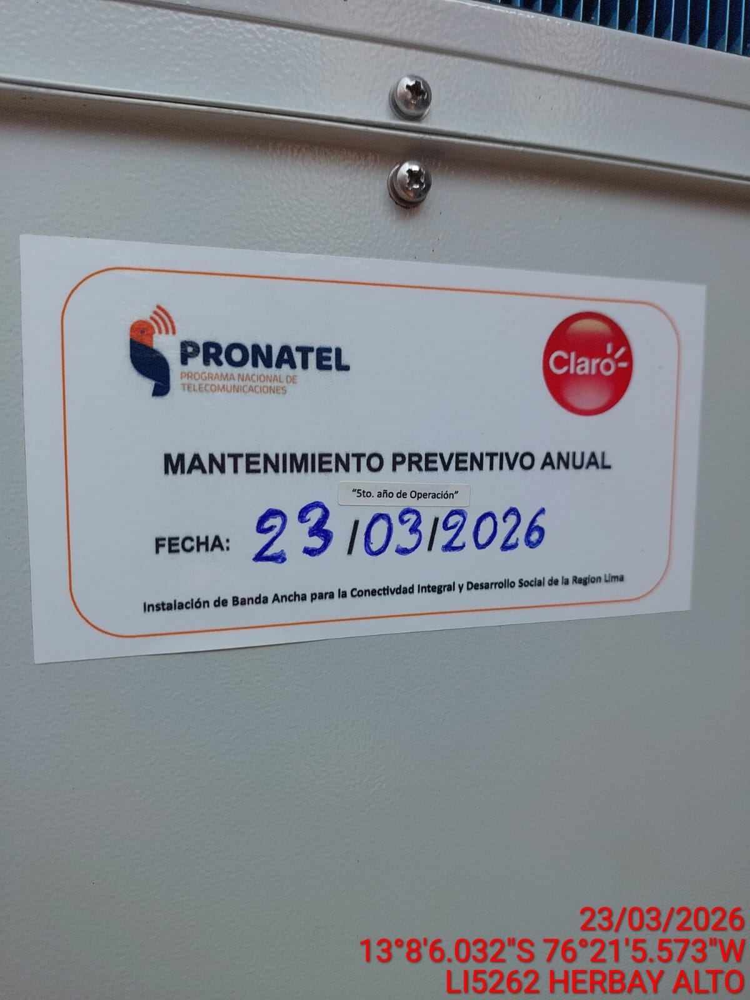 PRONATEL
PROGRAMA NACIONAL DE
TELECOMUNICACIONES
Claro
MANTENIMIENTO PREVENTIVO ANUAL
"5to. año de Operación"
FECHA: 23/03/2026
Instalación de Banda Ancha para la Conectivdad Integral y Desarrollo Social de la Region Lima
23/03/2026
13°8'6.032"S 76°21'5.573"W
LI5262 HERBAY ALTO